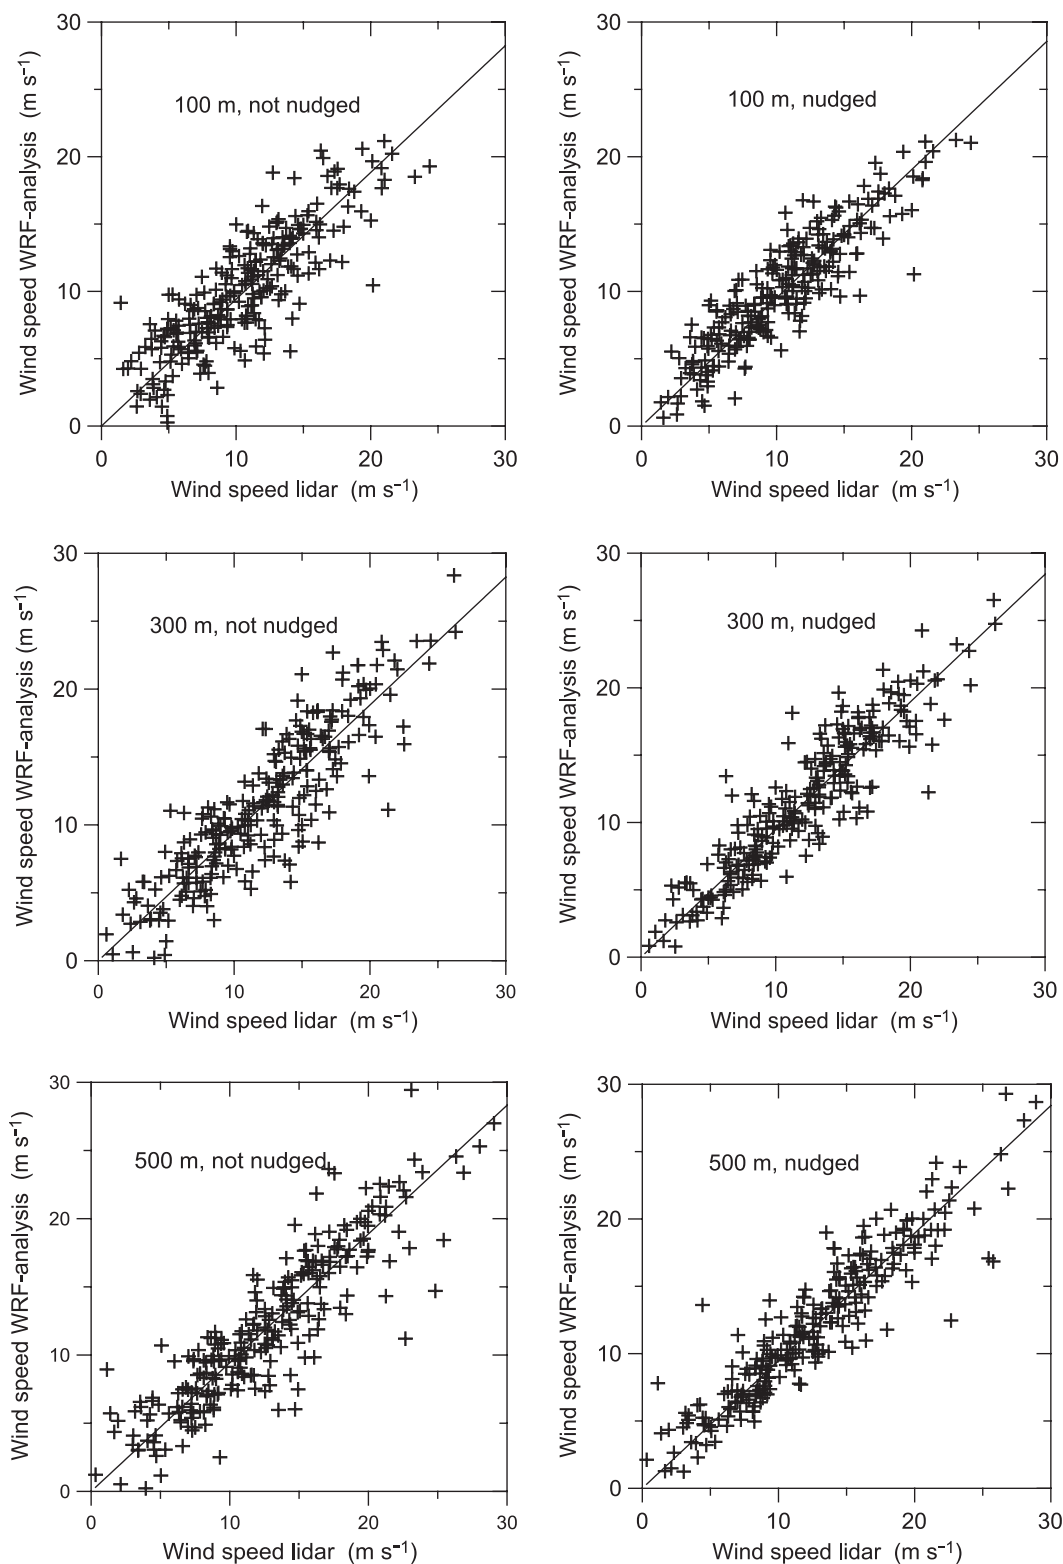 30
20
10
0
Wind speed WRF-analysis (m s⁻¹)
100 m, not nudged
0 10 20 30
Wind speed lidar (m s⁻¹)
30
20
10
0
Wind speed WRF-analysis (m s⁻¹)
100 m, nudged
0 10 20 30
Wind speed lidar (m s⁻¹)
30
20
10
0
Wind speed WRF-analysis (m s⁻¹)
300 m, not nudged
0 10 20 30
Wind speed lidar (m s⁻¹)
30
20
10
0
Wind speed WRF-analysis (m s⁻¹)
300 m, nudged
0 10 20 30
Wind speed lidar (m s⁻¹)
30
20
10
0
Wind speed WRF-analysis (m s⁻¹)
500 m, not nudged
0 10 20 30
Wind speed lidar (m s⁻¹)
30
20
10
0
Wind speed WRF-analysis (m s⁻¹)
500 m, nudged
0 10 20 30
Wind speed lidar (m s⁻¹)